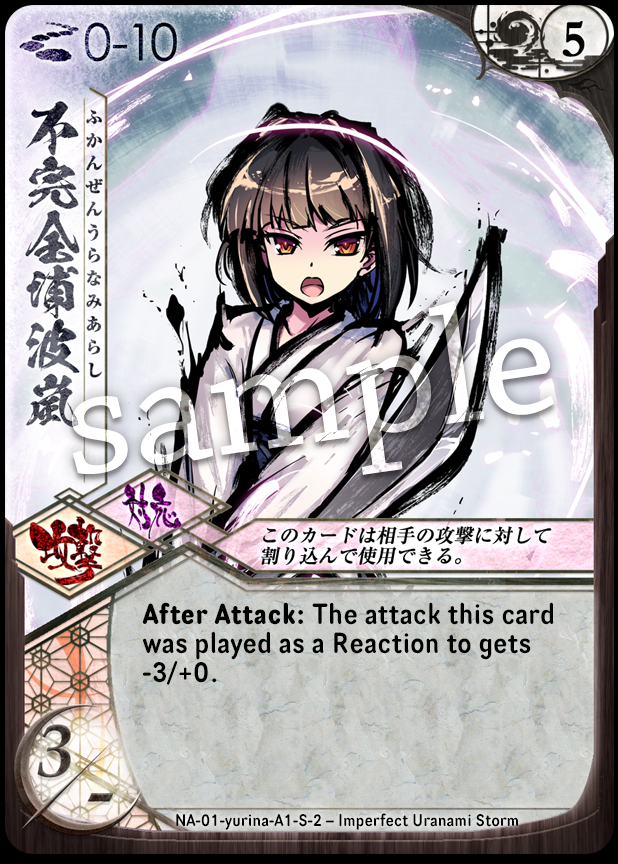 0-10
5
不完全浦波嵐
ふかんぜんうらなみあらし
sample
攻撃
対応
このカードは相手の攻撃に対して
割り込んで使用できる。
After Attack: The attack this card
was played as a Reaction to gets
-3/+0.
3/-
NA-01-yurina-A1-S-2 – Imperfect Uranami Storm